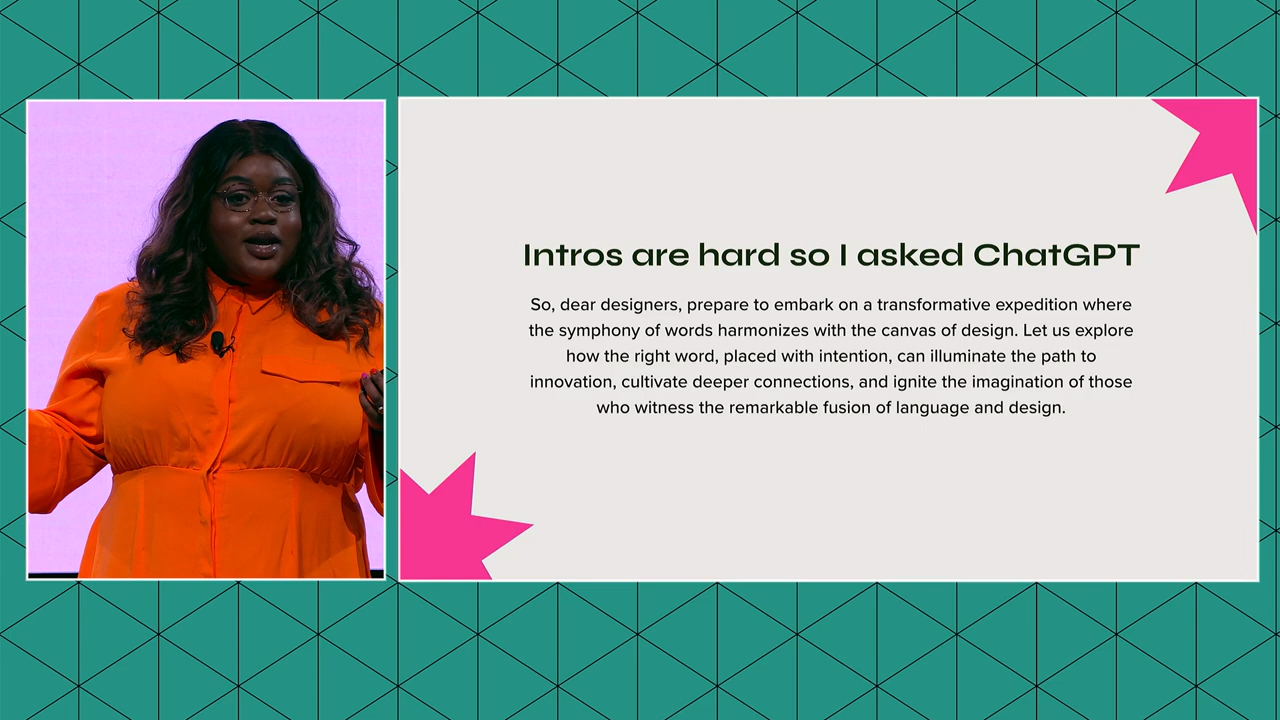 Intros are hard so I asked ChatGPT
So, dear designers, prepare to embark on a transformative expedition where
the symphony of words harmonizes with the canvas of design. Let us explore
how the right word, placed with intention, can illuminate the path to
innovation, cultivate deeper connections, and ignite the imagination of those
who witness the remarkable fusion of language and design.